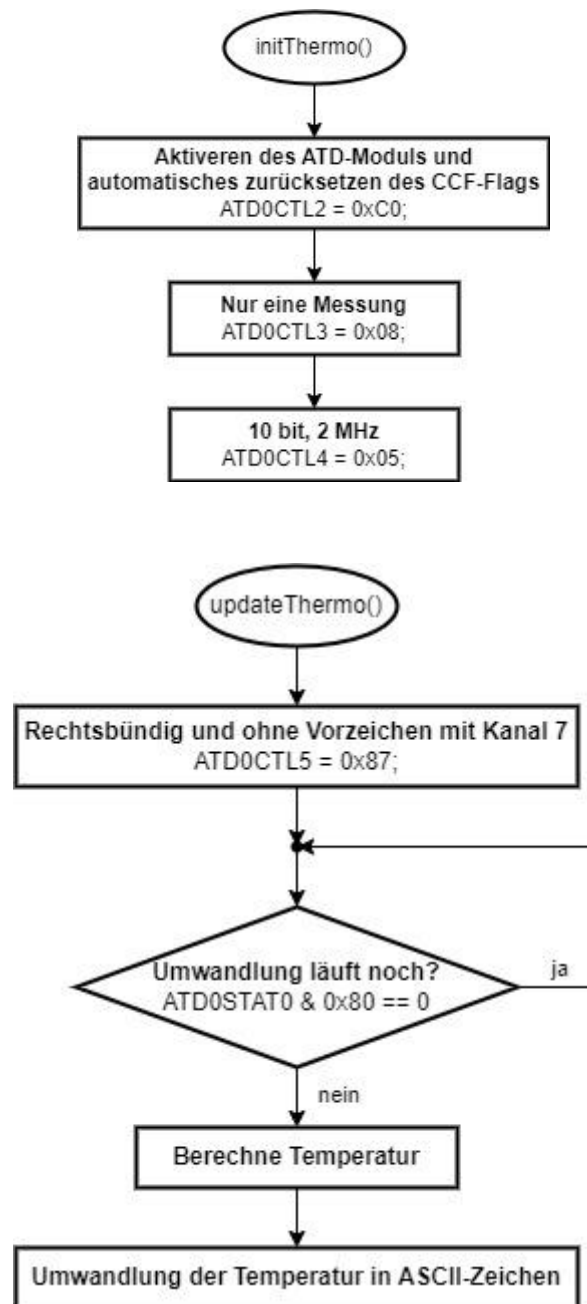 initThermo()
Aktiveren des ATD-Moduls und
automatisches zurücksetzen des CCF-Flags
ATD0CTL2 = 0xC0;
Nur eine Messung
ATD0CTL3 = 0x08;
10 bit, 2 MHz
ATD0CTL4 = 0x05;
updateThermo()
Rechtsbündig und ohne Vorzeichen mit Kanal 7
ATD0CTL5 = 0x87;
Umwandlung läuft noch?
ATD0STAT0 & 0x80 == 0
ja
nein
Berechne Temperatur
Umwandlung der Temperatur in ASCII-Zeichen